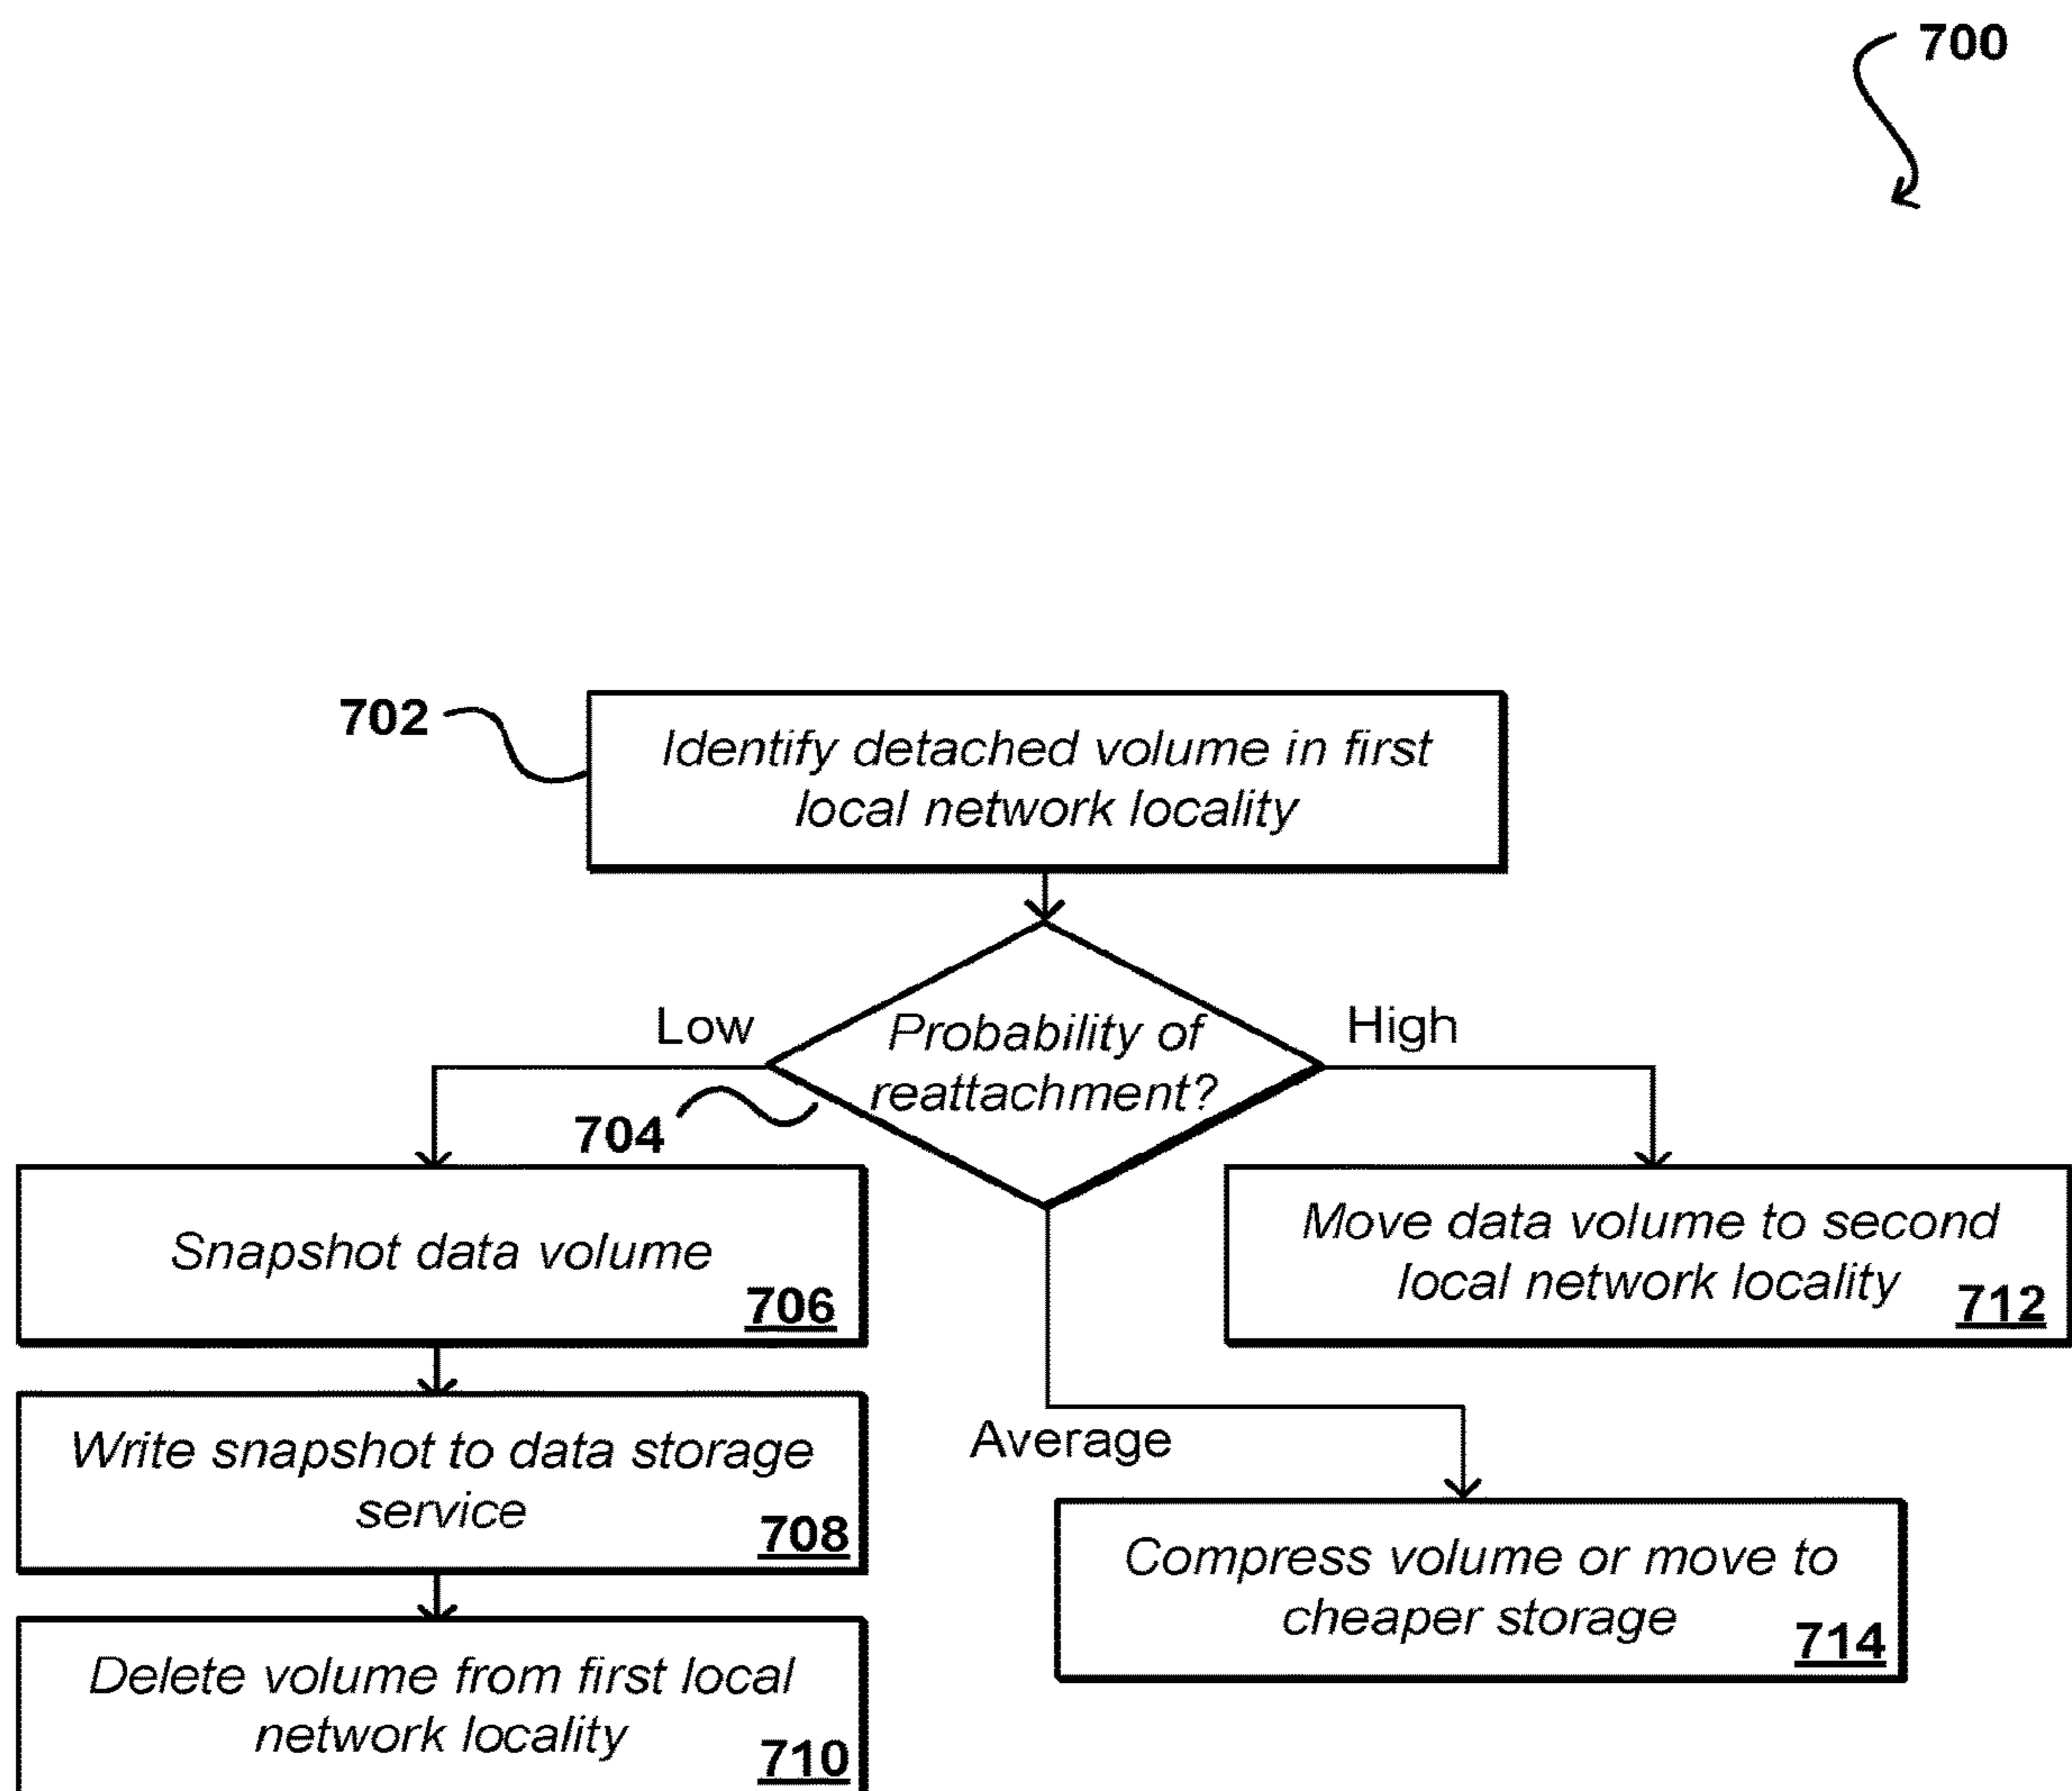 700
702
Identify detached volume in first
local network locality
Low
Probability of
reattachment?
High
704
Snapshot data volume
706
Move data volume to second
local network locality
712
Write snapshot to data storage
service
708
Average
Compress volume or move to
cheaper storage
714
Delete volume from first local
network locality
710